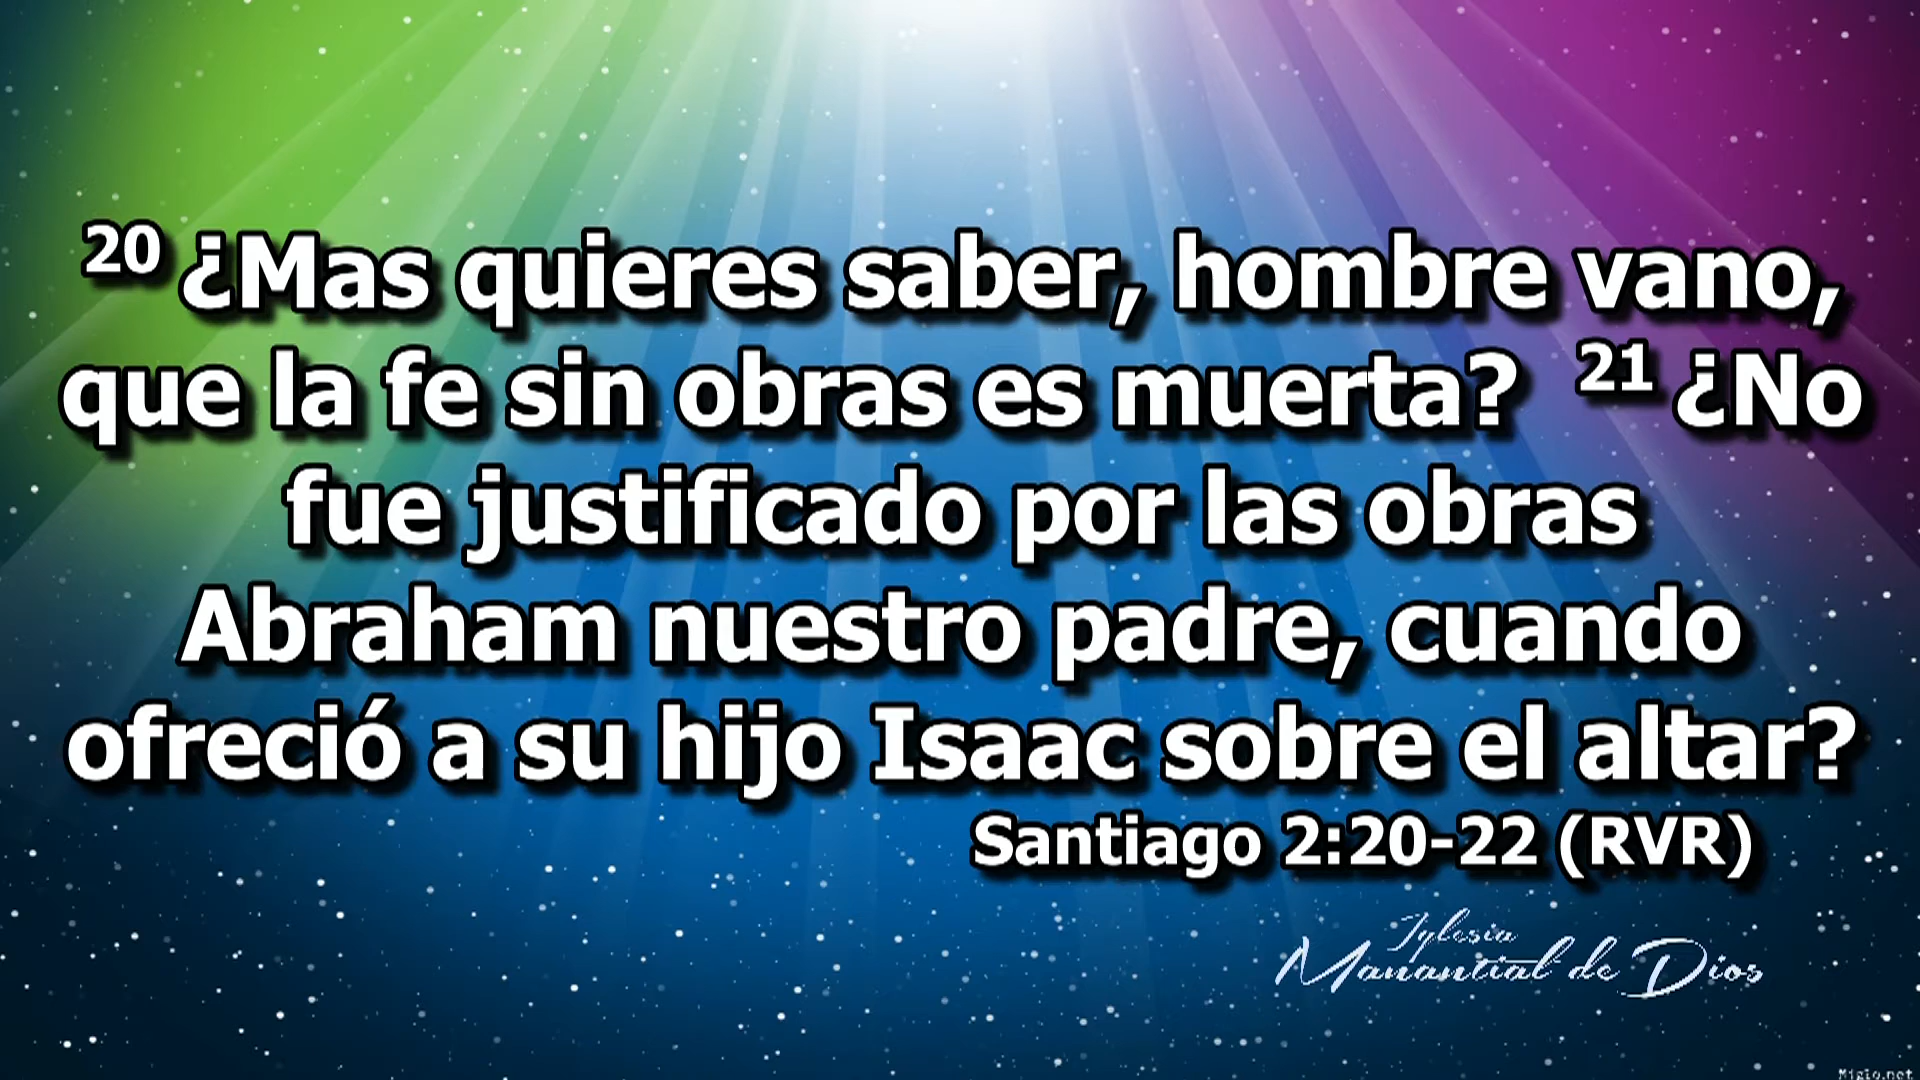 20 ¿Mas quieres saber, hombre vano,
que la fe sin obras es muerta? 21 ¿No
fue justificado por las obras
Abraham nuestro padre, cuando
ofreció a su hijo Isaac sobre el altar?
Santiago 2:20-22 (RVR)
Iglesia
Manantial de Dios
Miglo.net